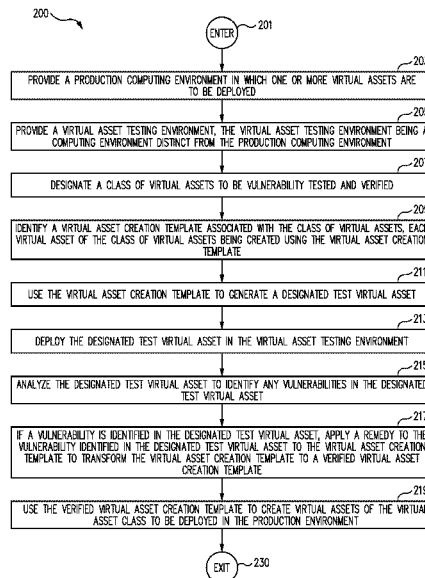 200
ENTER
201
203
PROVIDE A PRODUCTION COMPUTING ENVIRONMENT IN WHICH ONE OR MORE VIRTUAL ASSETS ARE
TO BE DEPLOYED
205
PROVIDE A VIRTUAL ASSET TESTING ENVIRONMENT, THE VIRTUAL ASSET TESTING ENVIRONMENT BEING A
COMPUTING ENVIRONMENT DISTINCT FROM THE PRODUCTION COMPUTING ENVIRONMENT
207
DESIGNATE A CLASS OF VIRTUAL ASSETS TO BE VULNERABILITY TESTED AND VERIFIED
209
IDENTIFY A VIRTUAL ASSET CREATION TEMPLATE ASSOCIATED WITH THE CLASS OF VIRTUAL ASSETS, EACH
VIRTUAL ASSET OF THE CLASS OF VIRTUAL ASSETS BEING CREATED USING THE VIRTUAL ASSET CREATION
TEMPLATE
211
USE THE VIRTUAL ASSET CREATION TEMPLATE TO GENERATE A DESIGNATED TEST VIRTUAL ASSET
213
DEPLOY THE DESIGNATED TEST VIRTUAL ASSET IN THE VIRTUAL ASSET TESTING ENVIRONMENT
215
ANALYZE THE DESIGNATED TEST VIRTUAL ASSET TO IDENTIFY ANY VULNERABILITIES IN THE DESIGNATED
TEST VIRTUAL ASSET
217
IF A VULNERABILITY IS IDENTIFIED IN THE DESIGNATED TEST VIRTUAL ASSET, APPLY A REMEDY TO THE
VULNERABILITY IDENTIFIED IN THE DESIGNATED TEST VIRTUAL ASSET TO THE VIRTUAL ASSET CREATION
TEMPLATE TO TRANSFORM THE VIRTUAL ASSET CREATION TEMPLATE TO A VERIFIED VIRTUAL ASSET
CREATION TEMPLATE
219
USE THE VERIFIED VIRTUAL ASSET CREATION TEMPLATE TO CREATE VIRTUAL ASSETS OF THE VIRTUAL
ASSET CLASS TO BE DEPLOYED IN THE PRODUCTION ENVIRONMENT
EXIT
230